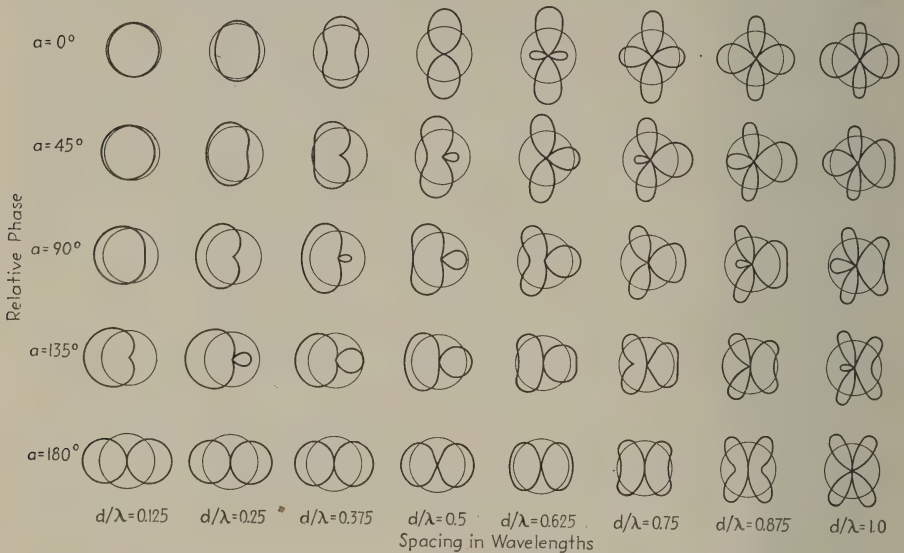 a=0°
a=45°
a=90°
a=135°
a=180°
Relative Phase
d/λ=0.125
d/λ=0.25
d/λ=0.375
d/λ=0.5
d/λ=0.625
d/λ=0.75
d/λ=0.875
d/λ=1.0
Spacing in Wavelengths